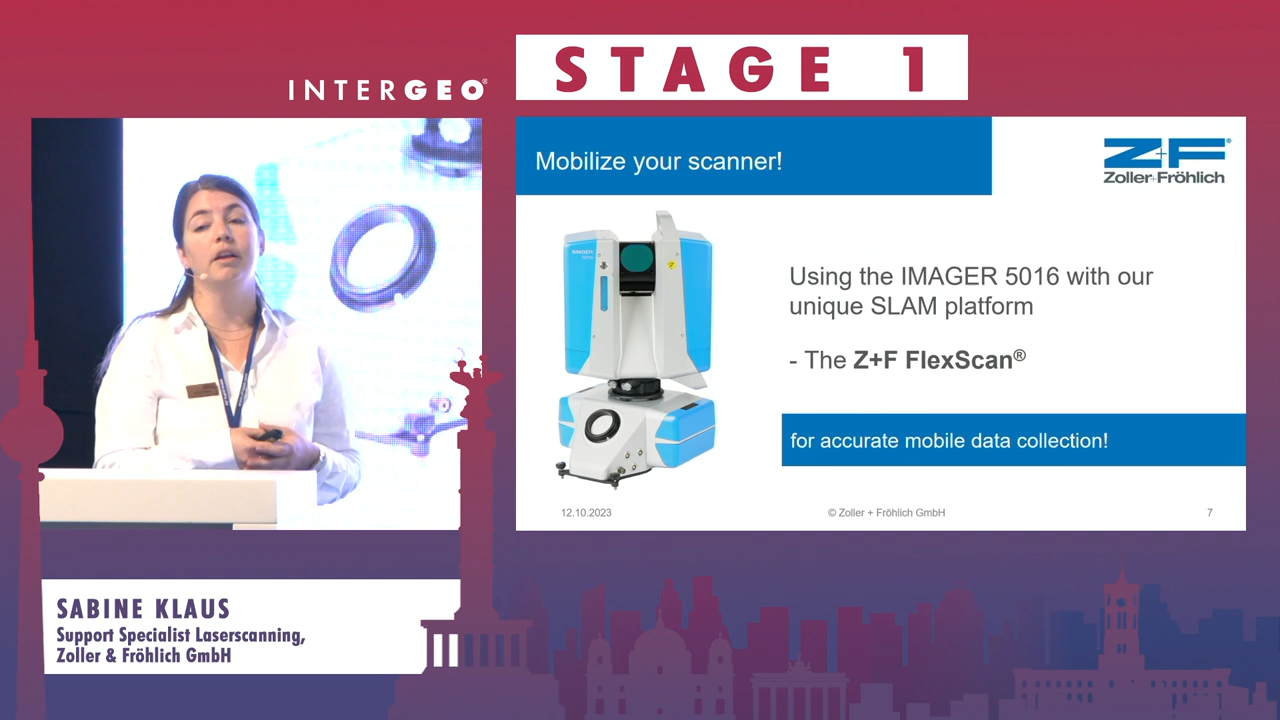 INTERGEO®
STAGE 1
Mobilize your scanner!
Z+F®
Zoller+Fröhlich
IMAGER
Using the IMAGER 5016 with our
unique SLAM platform
- The Z+F FlexScan®
for accurate mobile data collection!
12.10.2023
© Zoller + Fröhlich GmbH
7
SABINE KLAUS
Support Specialist Laserscanning,
Zoller & Fröhlich GmbH